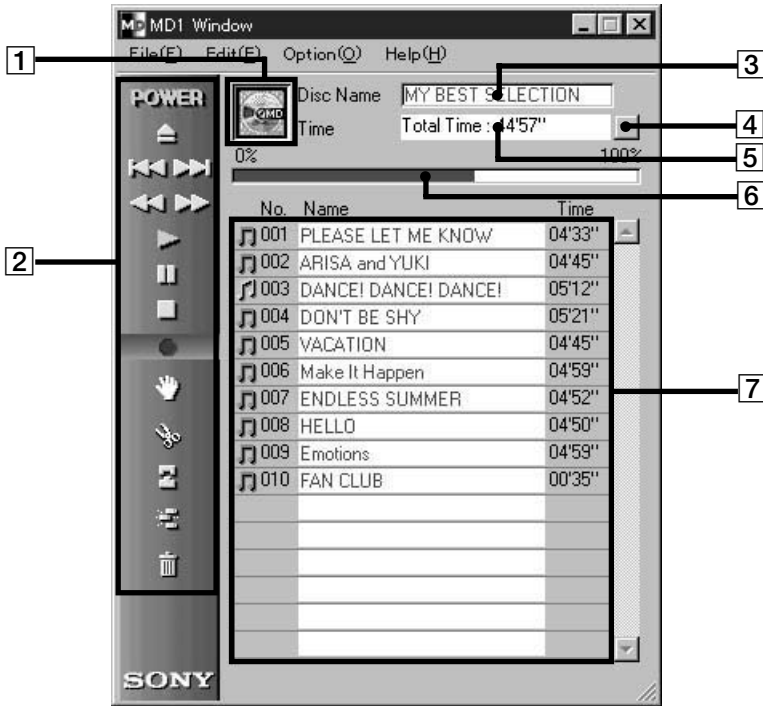 MD MD1 Window
File(F) Edit(E) Option(O) Help(H)
1
3
POWER
Disc Name MY BEST SELECTION
MD
Time Total Time : 44'57''
4
5
0% 100%
6
No. Name Time
001 PLEASE LET ME KNOW 04'33''
002 ARISA and YUKI 04'45''
2
003 DANCE! DANCE! DANCE! 05'12''
004 DON'T BE SHY 05'21''
005 VACATION 04'45''
006 Make It Happen 04'59''
7
007 ENDLESS SUMMER 04'52''
008 HELLO 04'50''
009 Emotions 04'59''
010 FAN CLUB 00'35''
SONY